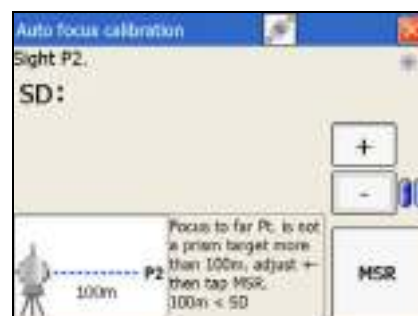 Auto focus calibration
Sight P2.
SD:
+
-
P2
100m
Focus to far Pt. is not
a prism target more
than 100m, adjust +-
then tap MSR.
100m < SD
MSR